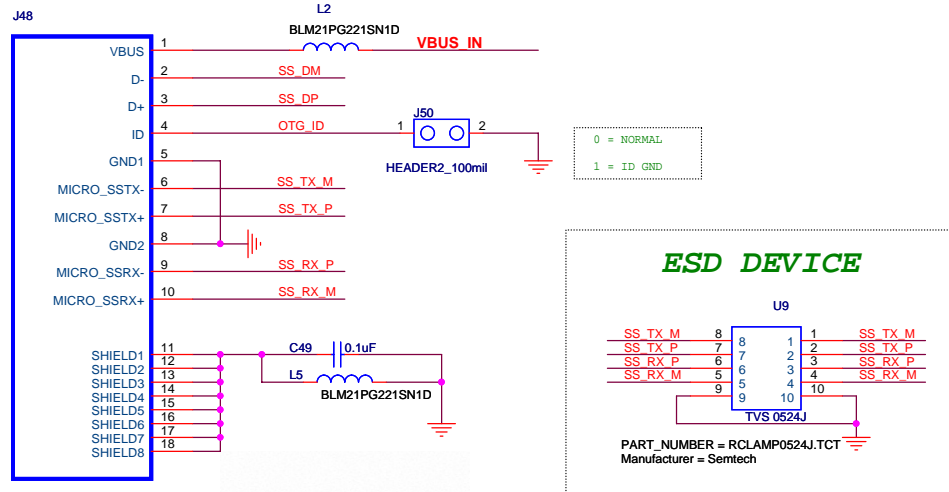 J48
L2
BLM21PG221SN1D
VBUS 1 VBUS_IN
D- 2 SS_DM
D+ 3 SS_DP
ID 4 OTG_ID
J50
1 2
HEADER2_100mil
0 = NORMAL
1 = ID GND
GND1 5
MICRO_SSTX- 6 SS_TX_M
MICRO_SSTX+ 7 SS_TX_P
GND2 8
MICRO_SSRX- 9 SS_RX_P
MICRO_SSRX+ 10 SS_RX_M
SHIELD1 11
SHIELD2 12
SHIELD3 13
SHIELD4 14
SHIELD5 15
SHIELD6 16
SHIELD7 17
SHIELD8 18
C49 0.1uF
L5
BLM21PG221SN1D
ESD DEVICE
U9
SS_TX_M 8 8 1 1 SS_TX_M
SS_TX_P 7 7 2 2 SS_TX_P
SS_RX_P 6 6 3 3 SS_RX_P
SS_RX_M 5 5 4 4 SS_RX_M
9 9 10 10
TVS 0524J
PART_NUMBER = RCLAMP0524J.TCT
Manufacturer = Semtech